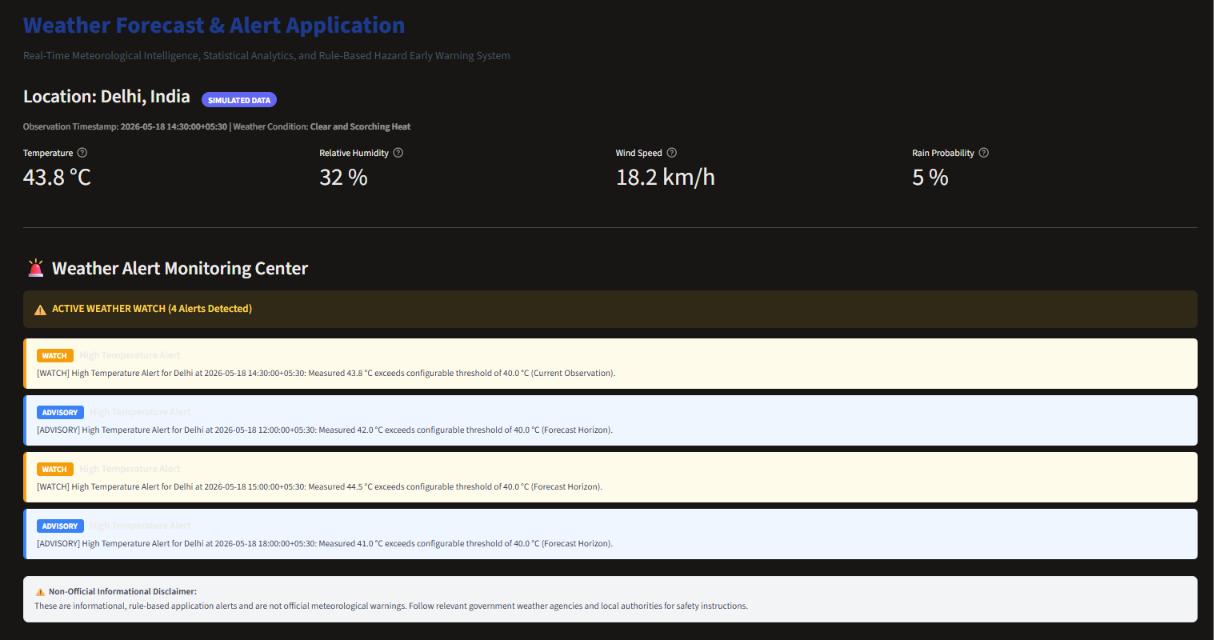 Weather Forecast & Alert Application
Real-Time Meteorological Intelligence, Statistical Analytics, and Rule-Based Hazard Early Warning System
Location: Delhi, India SIMULATED DATA
Observation Timestamp: 2026-05-18 14:30:00+05:30 | Weather Condition: Clear and Scorching Heat
Temperature Relative Humidity Wind Speed Rain Probability
43.8 °C 32 % 18.2 km/h 5 %
Weather Alert Monitoring Center
ACTIVE WEATHER WATCH (4 Alerts Detected)
WATCH High Temperature Alert
[WATCH] High Temperature Alert for Delhi at 2026-05-18 14:30:00+05:30: Measured 43.8 °C exceeds configurable threshold of 40.0 °C (Current Observation).
ADVISORY High Temperature Alert
[ADVISORY] High Temperature Alert for Delhi at 2026-05-18 12:00:00+05:30: Measured 42.0 °C exceeds configurable threshold of 40.0 °C (Forecast Horizon).
WATCH High Temperature Alert
[WATCH] High Temperature Alert for Delhi at 2026-05-18 15:00:00+05:30: Measured 44.5 °C exceeds configurable threshold of 40.0 °C (Forecast Horizon).
ADVISORY High Temperature Alert
[ADVISORY] High Temperature Alert for Delhi at 2026-05-18 18:00:00+05:30: Measured 41.0 °C exceeds configurable threshold of 40.0 °C (Forecast Horizon).
Non-Official Informational Disclaimer:
These are informational, rule-based application alerts and are not official meteorological warnings. Follow relevant government weather agencies and local authorities for safety instructions.